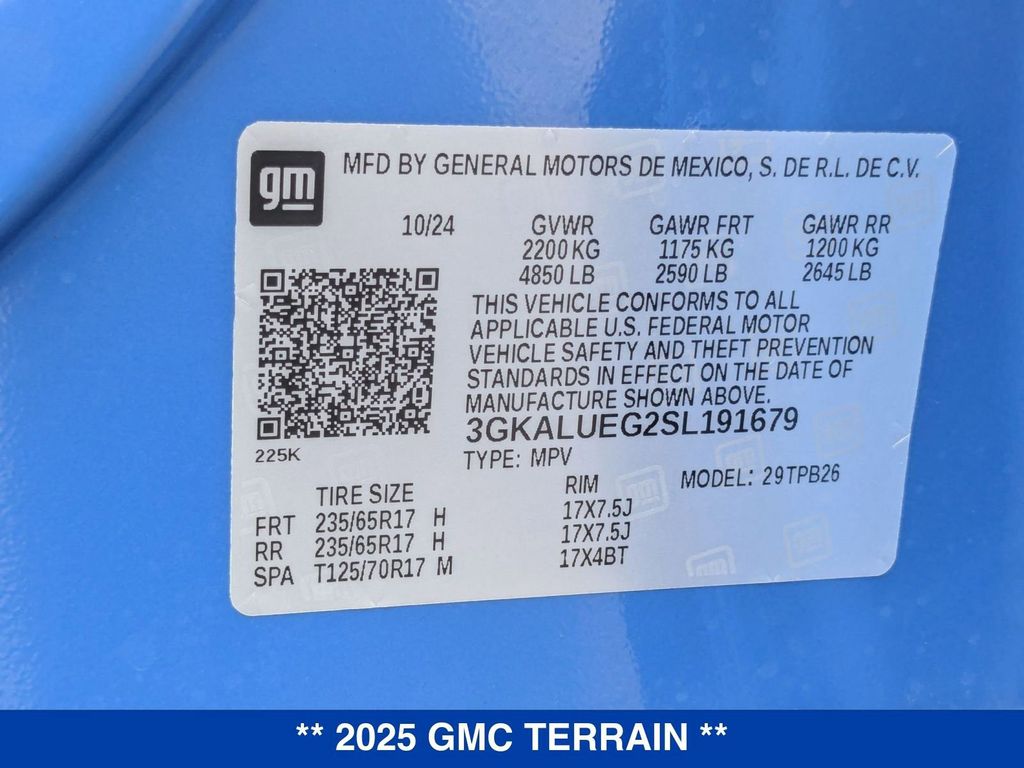 gm
MFD BY GENERAL MOTORS DE MEXICO, S. DE R.L. DE C.V.
10/24 GVWR GAWR FRT GAWR RR
2200 KG 1175 KG 1200 KG
4850 LB 2590 LB 2645 LB
THIS VEHICLE CONFORMS TO ALL
APPLICABLE U.S. FEDERAL MOTOR
VEHICLE SAFETY AND THEFT PREVENTION
STANDARDS IN EFFECT ON THE DATE OF
MANUFACTURE SHOWN ABOVE.
3GKALUEG2SL191679
225K
TYPE: MPV MODEL: 29TPB26
TIRE SIZE RIM
FRT 235/65R17 H 17X7.5J
RR 235/65R17 H 17X7.5J
SPA T125/70R17 M 17X4BT
** 2025 GMC TERRAIN **